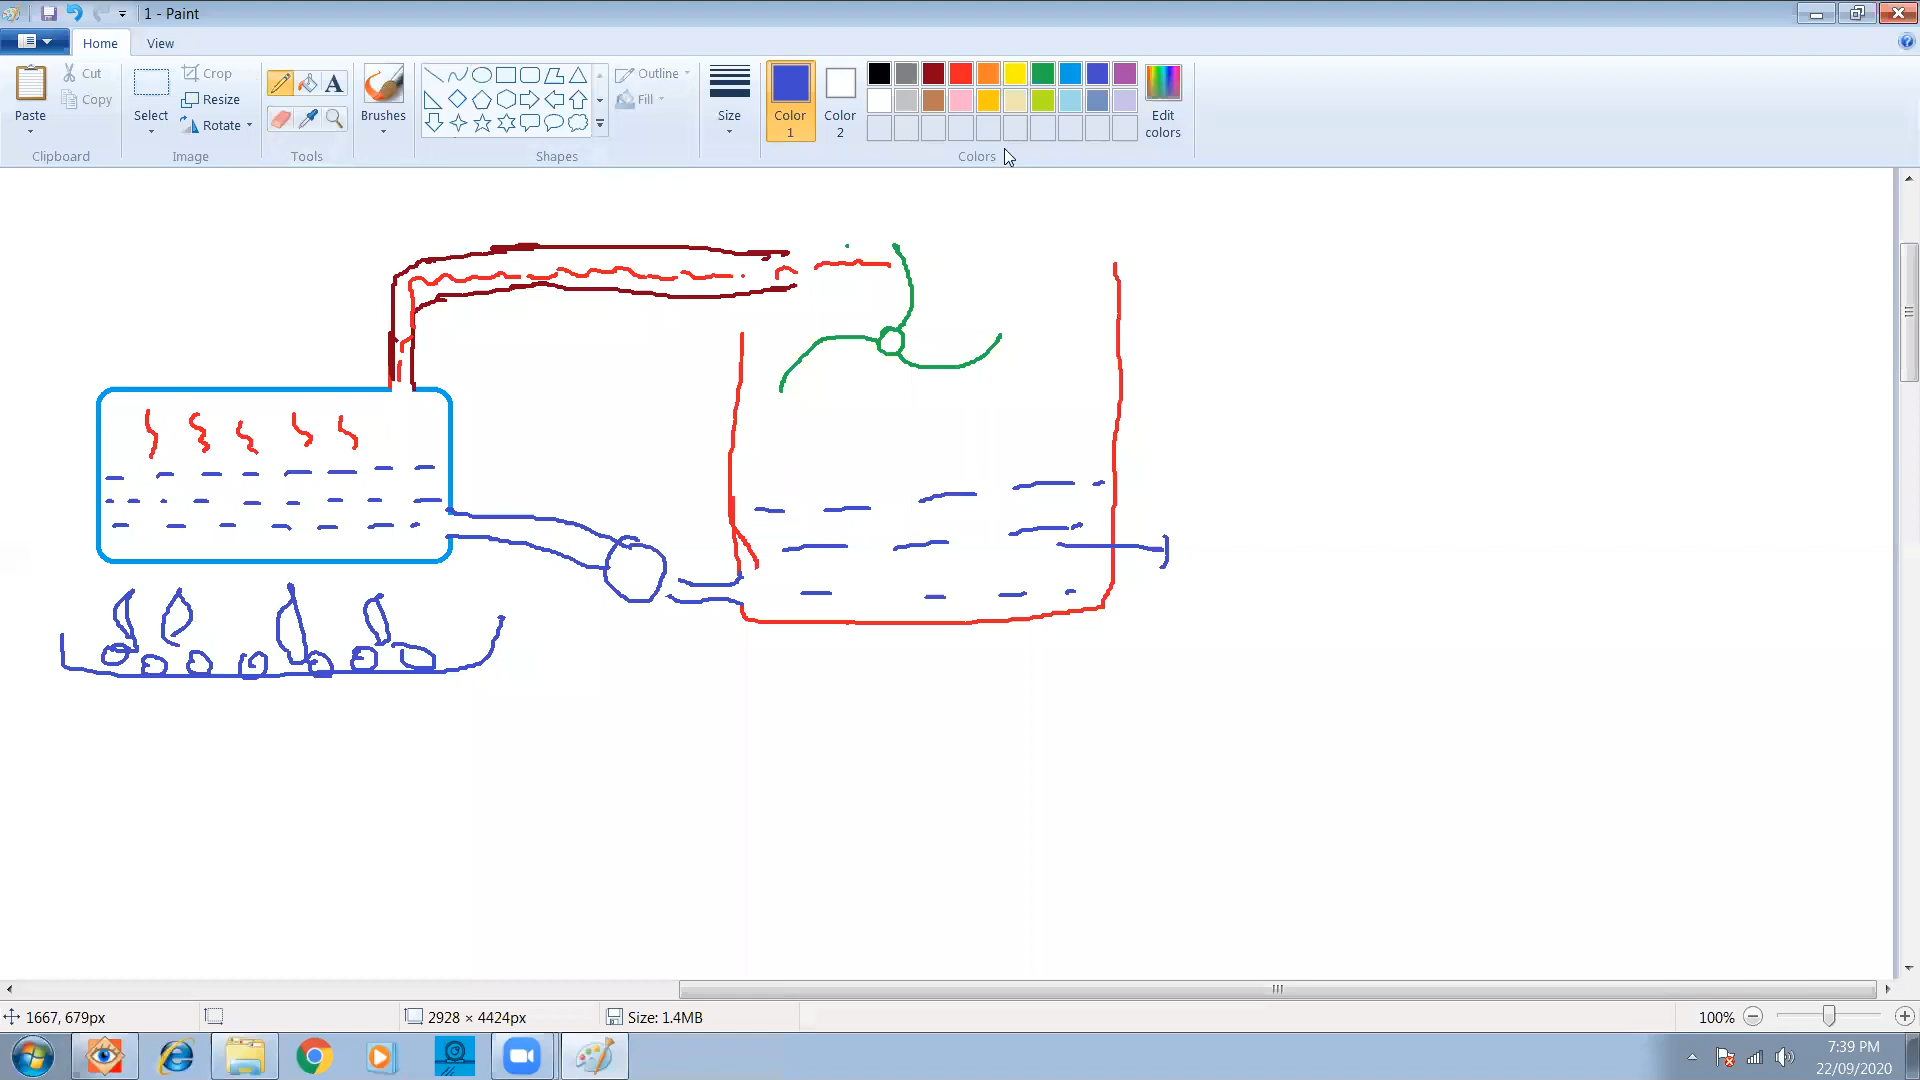 1 - Paint
Home View
Paste
Cut
Copy
Clipboard
Select
Crop
Resize
Rotate
Image
A
Tools
Brushes
Shapes
Outline
Fill
Size
Color 1
Color 2
Edit colors
Colors
1667, 679px
2928 × 4424px
Size: 1.4MB
100%
7:39 PM
22/09/2020